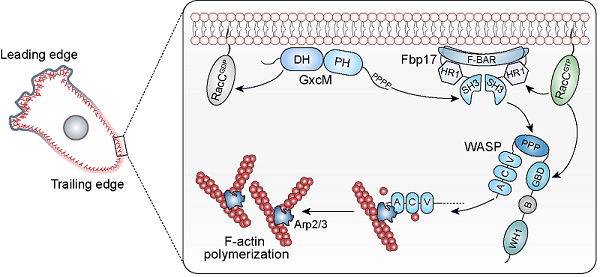 Leading edge
Trailing edge
RacC GDP
DH
PH
GxcM
PPPP
Fbp17
F-BAR
HR1
HR1
SH3
SH3
RacC GTP
WASP
PPP
V
C
A
GBD
B
WH1
A C V
Arp2/3
F-actin
polymerization